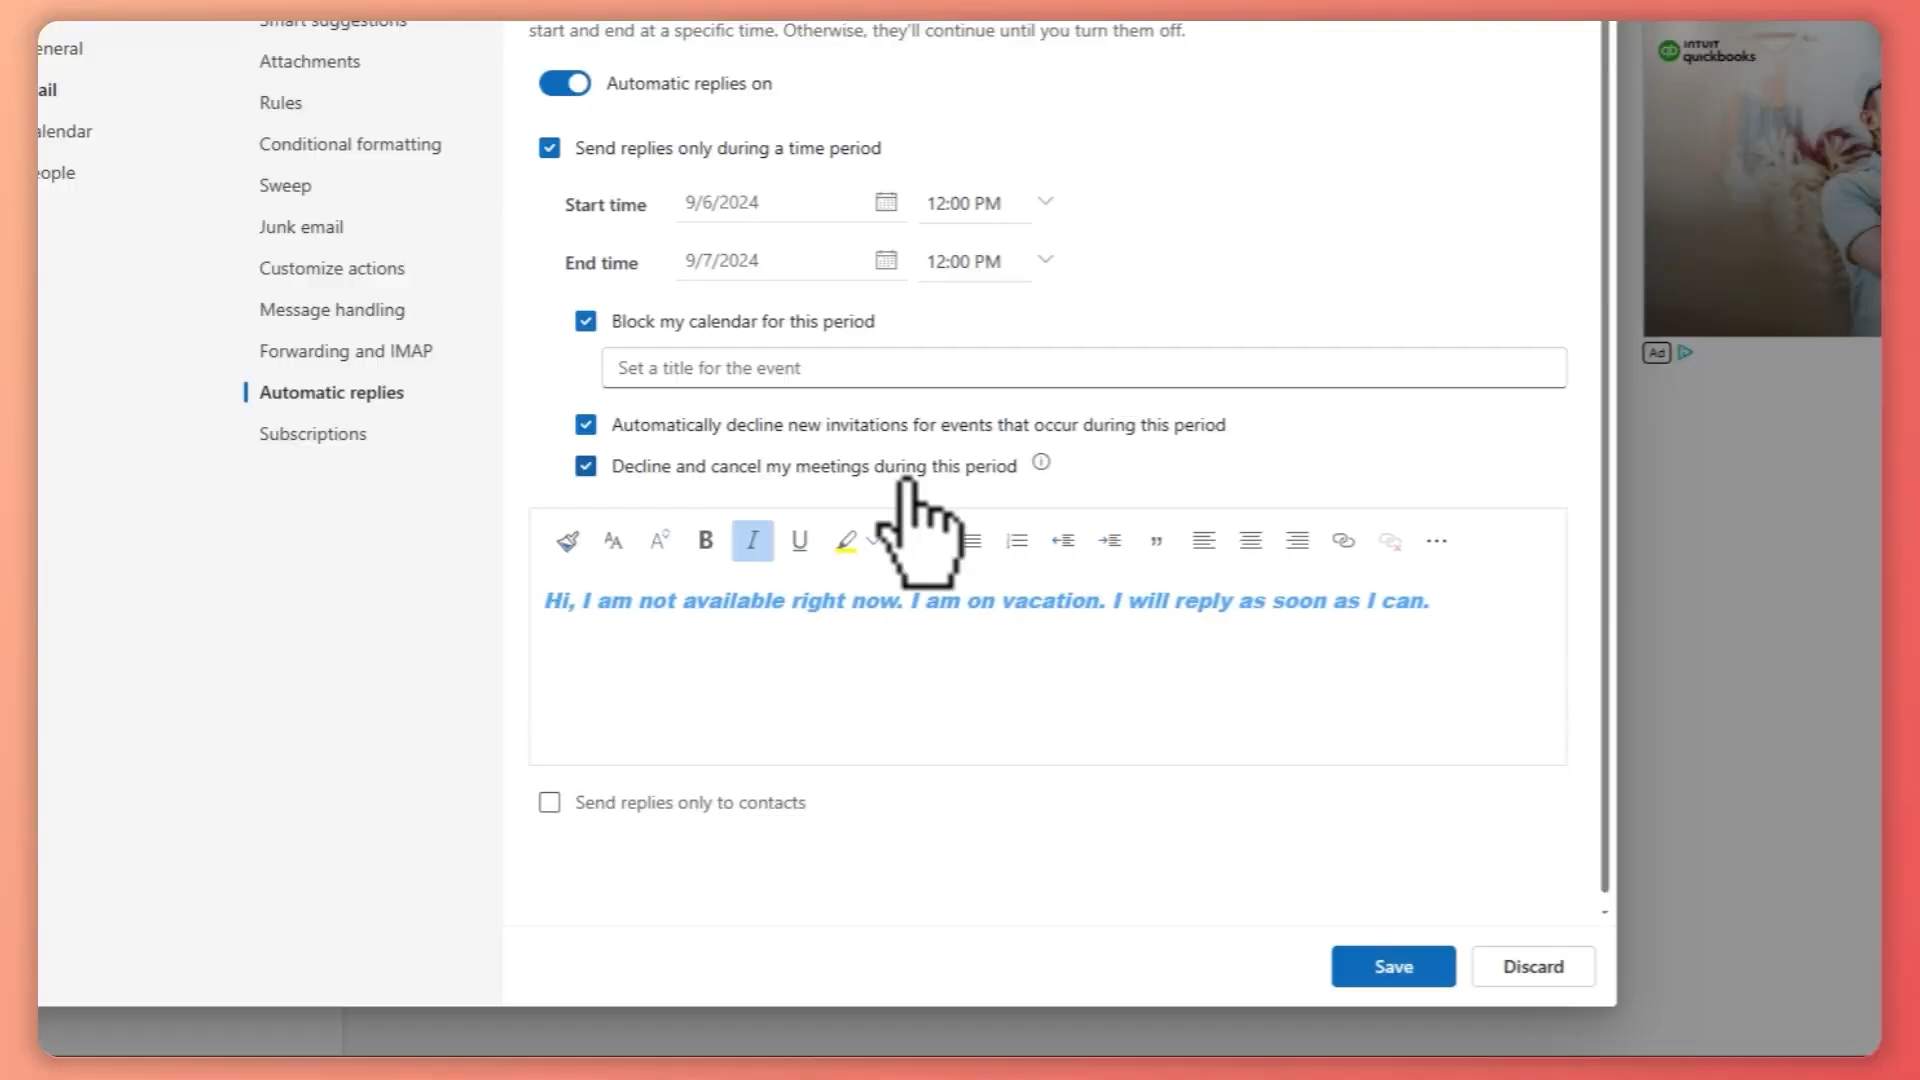 Smart suggestions
start and end at a specific time. Otherwise, they'll continue until you turn them off.
eneral
ail
alendar
eople
Attachments
Rules
Conditional formatting
Sweep
Junk email
Customize actions
Message handling
Forwarding and IMAP
Automatic replies
Subscriptions
Automatic replies on
Send replies only during a time period
Start time 9/6/2024 12:00 PM
End time 9/7/2024 12:00 PM
Block my calendar for this period
Set a title for the event
Automatically decline new invitations for events that occur during this period
Decline and cancel my meetings during this period
B I U
Hi, I am not available right now. I am on vacation. I will reply as soon as I can.
Send replies only to contacts
Save Discard
INTUIT
quickbooks
Ad